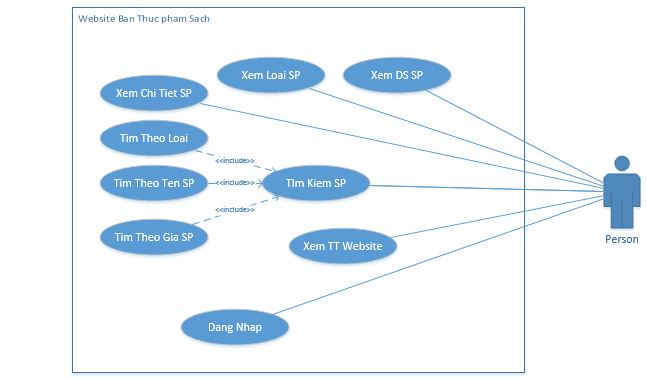 Website Ban Thuc pham Sach
Xem Loai SP
Xem DS SP
Xem Chi Tiet SP
Tim Theo Loai
<include>
Tim Theo Ten SP
<include>
TIm Kiem SP
<include>
Tim Theo Gia SP
Xem TT Website
Person
Dang Nhap